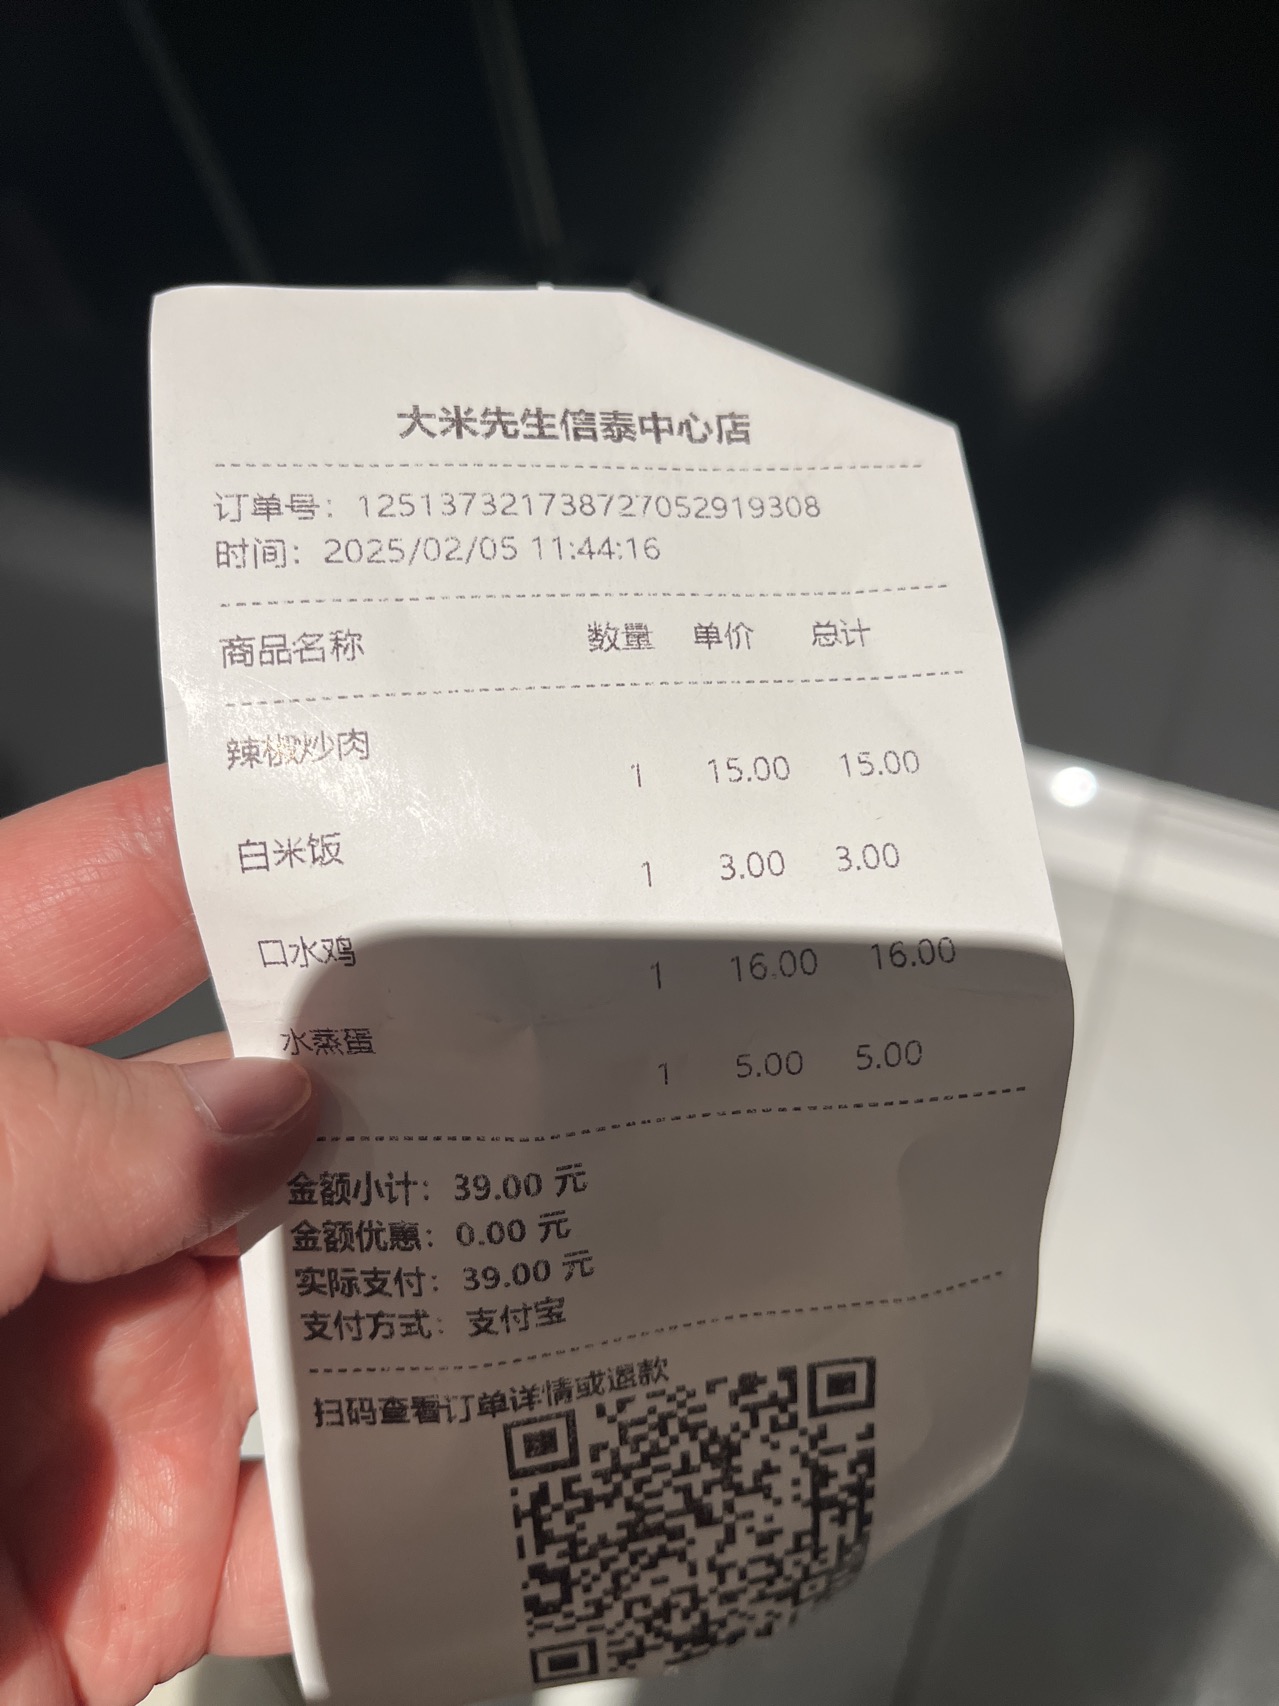 大米先生信泰中心店
订单号：125137321738727052919308
时间：2025/02/05 11:44:16
商品名称 数量 单价 总计
辣椒炒肉 1 15.00 15.00
白米饭 1 3.00 3.00
口水鸡 1 16.00 16.00
水蒸蛋 1 5.00 5.00
金额小计：39.00 元
金额优惠：0.00 元
实际支付：39.00 元
支付方式：支付宝
扫码查看订单详情或退款